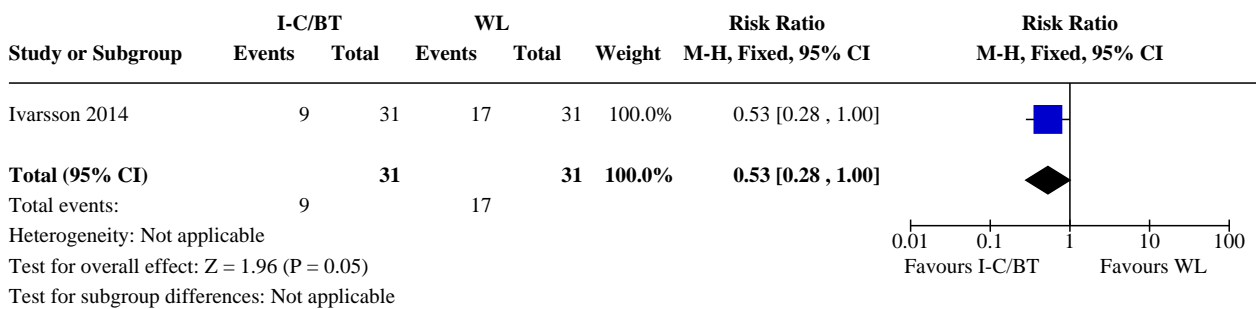 I-C/BT WL Risk Ratio Risk Ratio
Study or Subgroup Events Total Events Total Weight M-H, Fixed, 95% CI M-H, Fixed, 95% CI
Ivarsson 2014 9 31 17 31 100.0% 0.53 [0.28 , 1.00]
Total (95% CI) 31 31 100.0% 0.53 [0.28 , 1.00]
Total events: 9 17
Heterogeneity: Not applicable
0.01 0.1 1 10 100
Test for overall effect: Z = 1.96 (P = 0.05)
Favours I-C/BT Favours WL
Test for subgroup differences: Not applicable